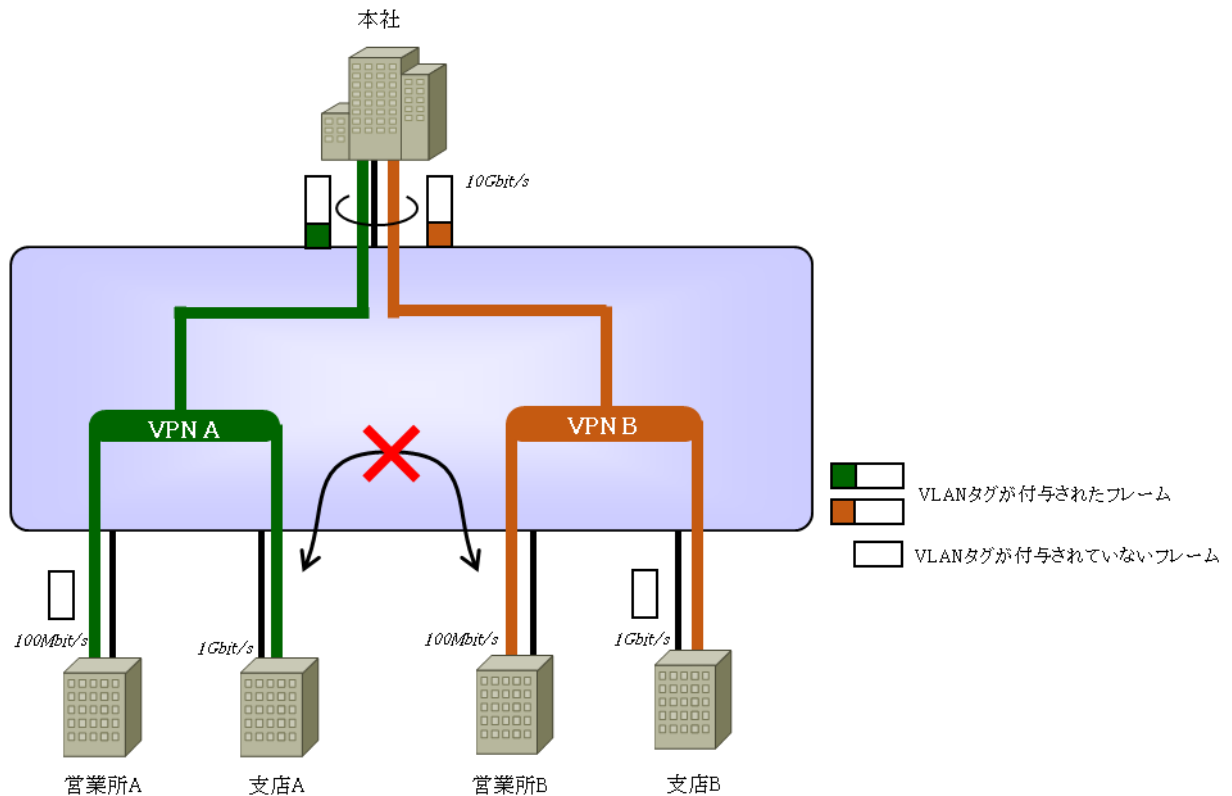 本社
10Gbit/s
VPN A
VPN B
VLANタグが付与されたフレーム
VLANタグが付与されていないフレーム
100Mbit/s
1Gbit/s
100Mbit/s
1Gbit/s
営業所A
支店A
営業所B
支店B